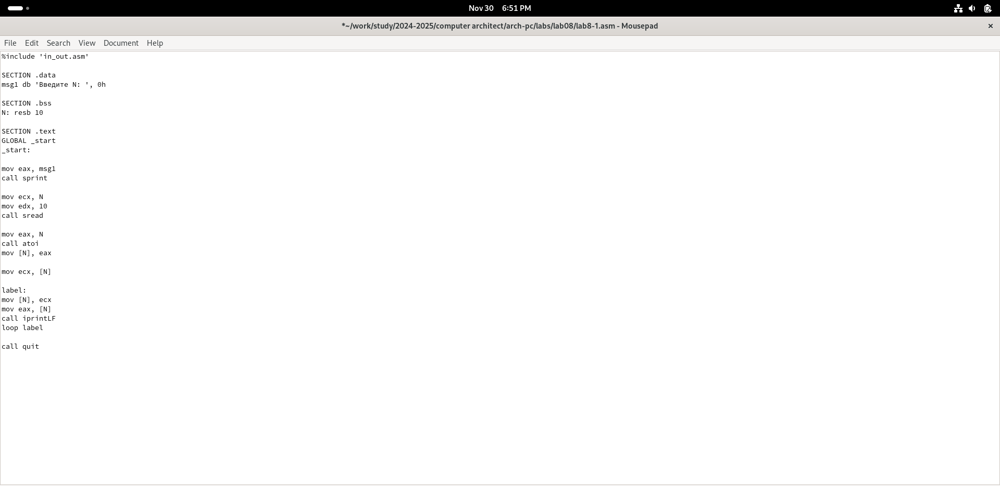 Nov 30 6:51 PM
*~/work/study/2024-2025/computer architect/arch-pc/labs/lab08/lab8-1.asm - Mousepad
File Edit Search View Document Help
%include 'in_out.asm'
SECTION .data
msg1 db 'Введите N: ', 0h
SECTION .bss
N: resb 10
SECTION .text
GLOBAL _start
_start:
mov eax, msg1
call sprint
mov ecx, N
mov edx, 10
call sread
mov eax, N
call atoi
mov [N], eax
mov ecx, [N]
label:
mov [N], ecx
mov eax, [N]
call iprintLF
loop label
call quit